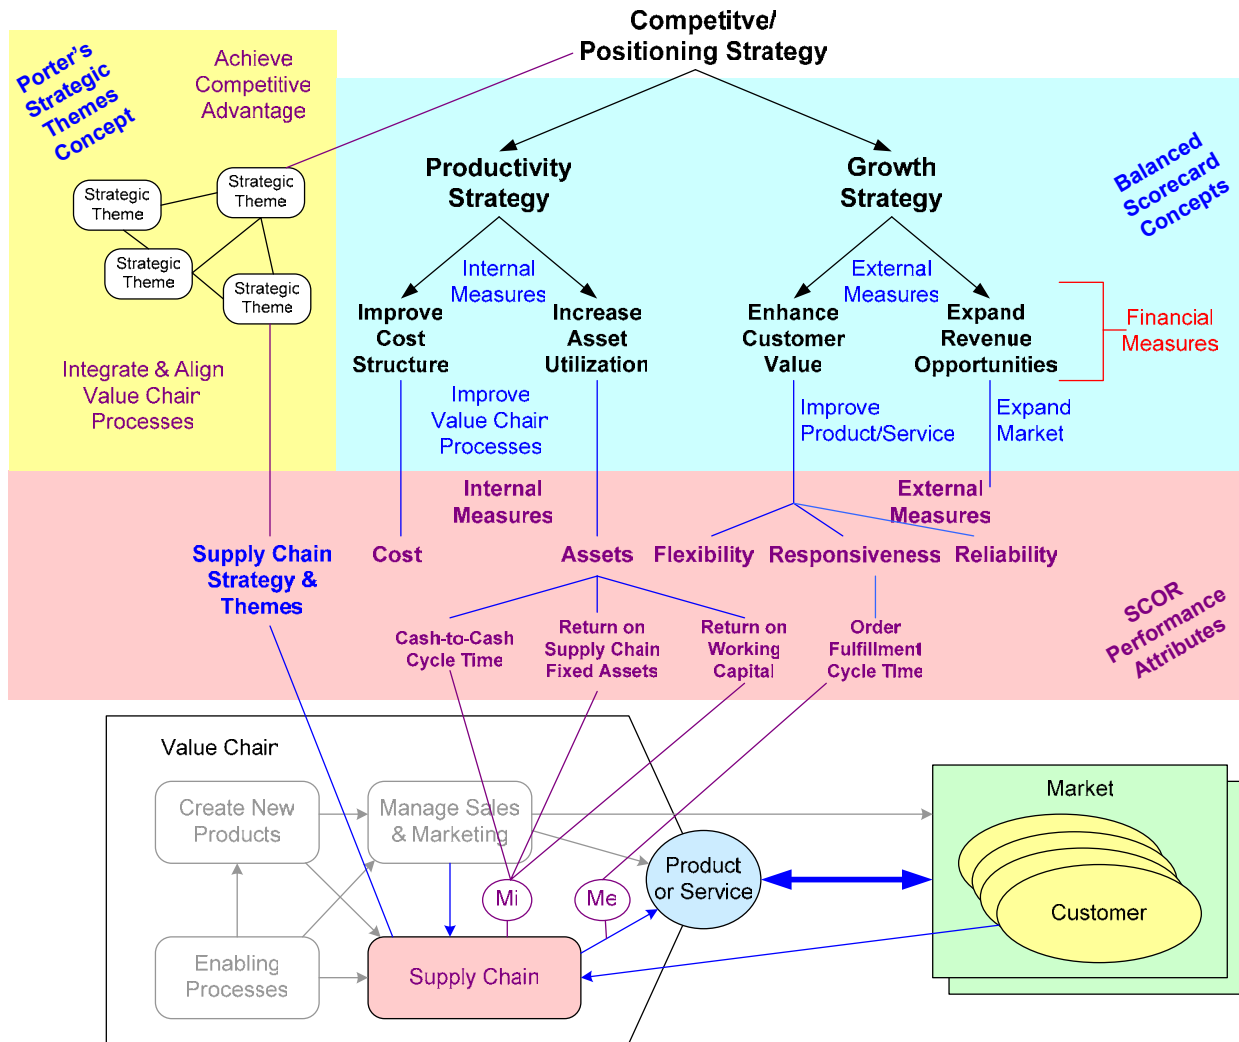 Competitve/
Positioning Strategy
Porter's
Strategic
Themes
Concept
Achieve
Competitive
Advantage
Productivity
Strategy
Growth
Strategy
Balanced
Scorecard
Concepts
Strategic
Theme
Strategic
Theme
Strategic
Theme
Strategic
Theme
Internal
Measures
External
Measures
Improve
Cost
Structure
Increase
Asset
Utilization
Enhance
Customer
Value
Expand
Revenue
Opportunities
Financial
Measures
Integrate & Align
Value Chain
Processes
Improve
Value Chain
Processes
Improve
Product/Service
Expand
Market
Internal
Measures
External
Measures
Supply Chain
Strategy &
Themes
Cost
Assets
Flexibility
Responsiveness
Reliability
SCOR
Performance
Attributes
Cash-to-Cash
Cycle Time
Return on
Supply Chain
Fixed Assets
Return on
Working
Capital
Order
Fulfillment
Cycle TIme
Value Chain
Create New
Products
Manage Sales
& Marketing
Market
Product
or Service
Mi
Me
Customer
Enabling
Processes
Supply Chain